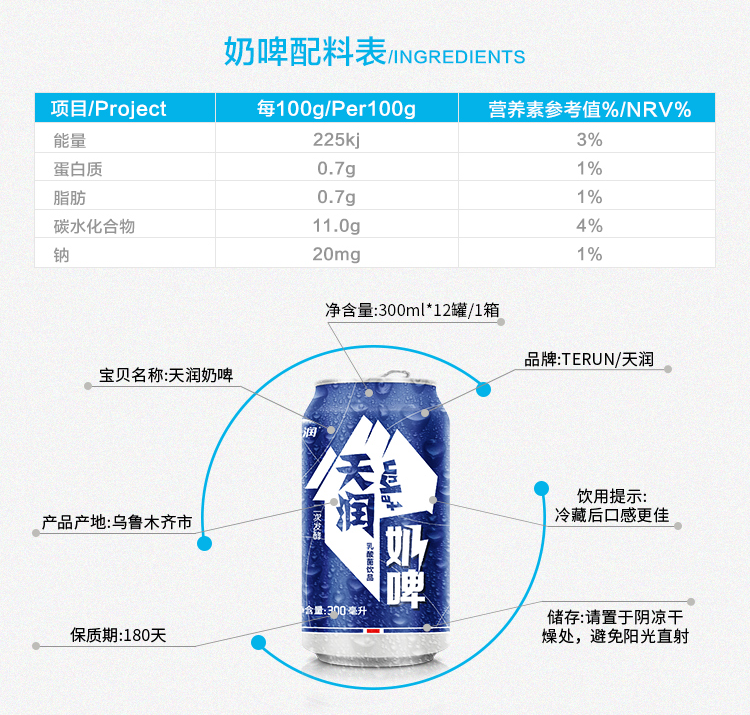 奶啤配料表/INGREDIENTS
项目/Project 每100g/Per100g 营养素参考值%/NRV%
能量 225kj 3%
蛋白质 0.7g 1%
脂肪 0.7g 1%
碳水化合物 11.0g 4%
钠 20mg 1%
净含量:300ml*12罐/1箱
品牌:TERUN/天润
宝贝名称:天润奶啤
产品产地:乌鲁木齐市
饮用提示:
冷藏后口感更佳
保质期:180天
储存:请置于阴凉干
燥处，避免阳光直射
润
天润
奶啤
二次发酵
乳酸菌饮品
含量:300毫升